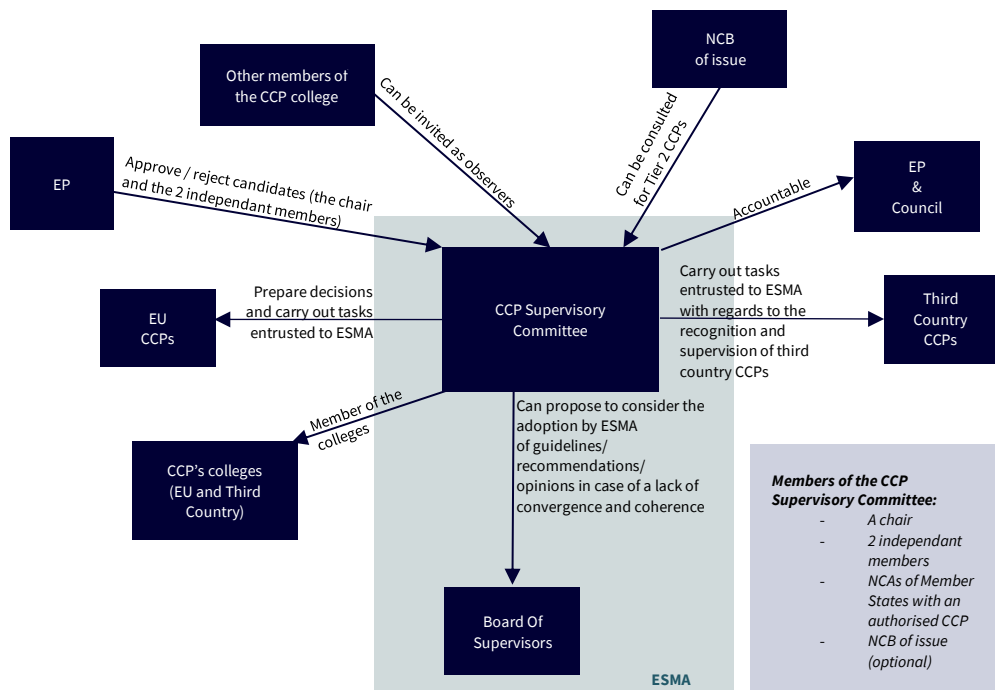 NCB
of issue
Other members of
the CCP college
Can be invited as observers
Can be consulted
for Tier 2 CCPs
EP
Approve / reject candidates (the chair
and the 2 independant members)
EP
&
Council
Accountable
CCP Supervisory
Committee
Prepare decisions
and carry out tasks
entrusted to ESMA
EU
CCPs
Carry out tasks
entrusted to ESMA
with regards to the
recognition and
supervision of third
country CCPs
Third
Country
CCPs
Member of the
colleges
CCP's colleges
(EU and Third
Country)
Can propose to consider the
adoption by ESMA
of guidelines/
recommendations/
opinions in case of a lack of
convergence and coherence
Board Of
Supervisors
ESMA
Members of the CCP
Supervisory Committee:
- A chair
- 2 independant
members
- NCAs of Member
States with an
authorised CCP
- NCB of issue
(optional)